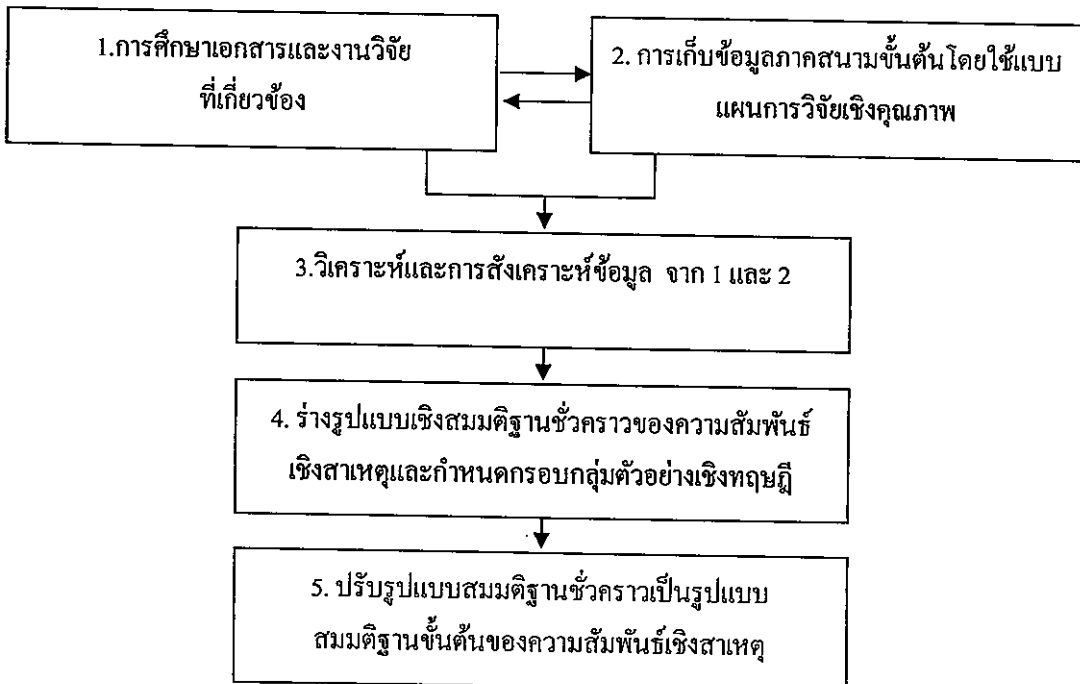 1.การศึกษาเอกสารและงานวิจัย
ที่เกี่ยวข้อง
2. การเก็บข้อมูลภาคสนามขั้นต้นโดยใช้แบบ
แผนการวิจัยเชิงคุณภาพ
3.วิเคราะห์และการสังเคราะห์ข้อมูล จาก 1 และ 2
4. ร่างรูปแบบเชิงสมมติฐานชั่วคราวของความสัมพันธ์
เชิงสาเหตุและกำหนดกรอบกลุ่มตัวอย่างเชิงทฤษฎี
5. ปรับรูปแบบสมมติฐานชั่วคราวเป็นรูปแบบ
สมมติฐานขั้นต้นของความสัมพันธ์เชิงสาเหตุ